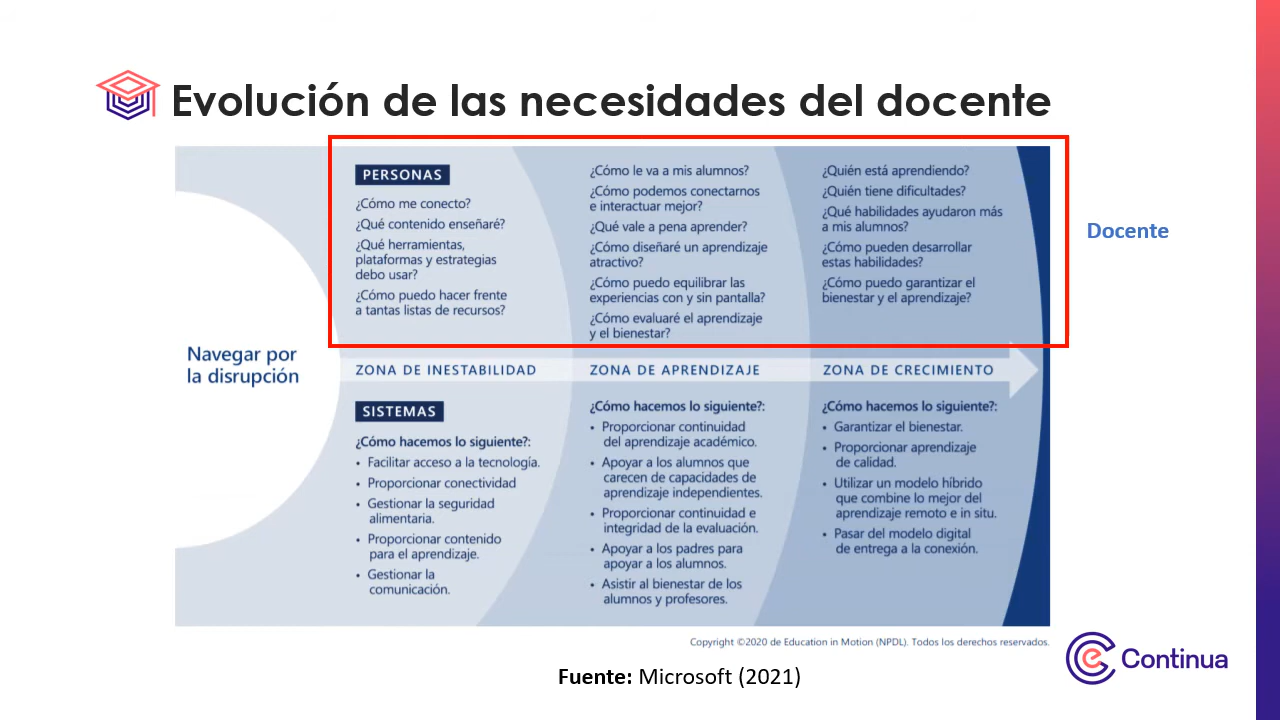 Evolución de las necesidades del docente
PERSONAS
¿Cómo me conecto?
¿Qué contenido enseñaré?
¿Qué herramientas,
plataformas y estrategias
debo usar?
¿Cómo puedo hacer frente
a tantas listas de recursos?
¿Cómo le va a mis alumnos?
¿Cómo podemos conectarnos
e interactuar mejor?
¿Qué vale a pena aprender?
¿Cómo diseñaré un aprendizaje
atractivo?
¿Cómo puedo equilibrar las
experiencias con y sin pantalla?
¿Cómo evaluaré el aprendizaje
y el bienestar?
¿Quién está aprendiendo?
¿Quién tiene dificultades?
¿Qué habilidades ayudaron más
a mis alumnos?
¿Cómo pueden desarrollar
estas habilidades?
¿Cómo puedo garantizar el
bienestar y el aprendizaje?
Docente
Navegar por
la disrupción
ZONA DE INESTABILIDAD
ZONA DE APRENDIZAJE
ZONA DE CRECIMIENTO
SISTEMAS
¿Cómo hacemos lo siguiente?:
• Facilitar acceso a la tecnología.
• Proporcionar conectividad
• Gestionar la seguridad
alimentaria.
• Proporcionar contenido
para el aprendizaje.
• Gestionar la
comunicación.
¿Cómo hacemos lo siguiente?:
• Proporcionar continuidad
del aprendizaje académico.
• Apoyar a los alumnos que
carecen de capacidades de
aprendizaje independientes.
• Proporcionar continuidad e
integridad de la evaluación.
• Apoyar a los padres para
apoyar a los alumnos.
• Asistir al bienestar de los
alumnos y profesores.
¿Cómo hacemos lo siguiente?:
• Garantizar el bienestar.
• Proporcionar aprendizaje
de calidad.
• Utilizar un modelo híbrido
que combine lo mejor del
aprendizaje remoto e in situ.
• Pasar del modelo digital
de entrega a la conexión.
Copyright ©2020 de Education in Motion (NPDL). Todos los derechos reservados.
Fuente: Microsoft (2021)
e Continua